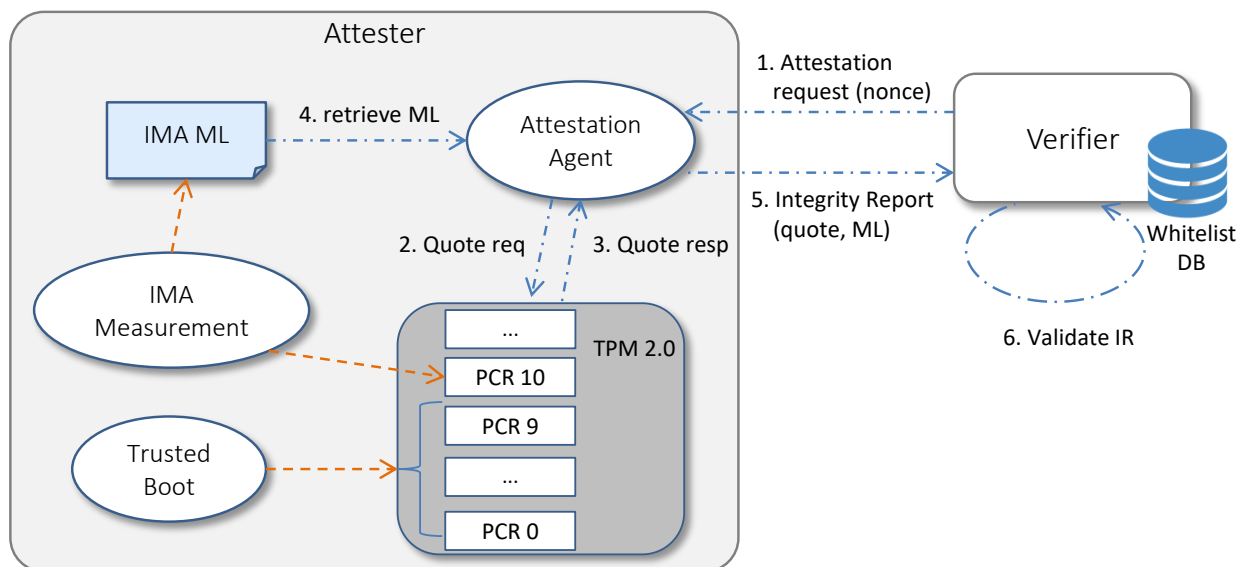 Attester
IMA ML
4. retrieve ML
Attestation
Agent
1. Attestation
request (nonce)
Verifier
5. Integrity Report
(quote, ML)
Whitelist
DB
2. Quote req
3. Quote resp
6. Validate IR
IMA
Measurement
TPM 2.0
...
PCR 10
PCR 9
...
PCR 0
Trusted
Boot